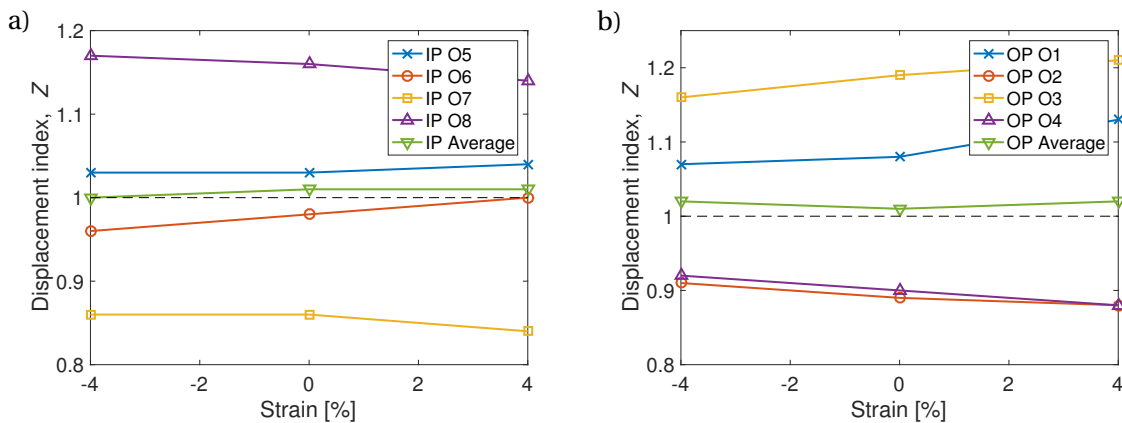 a)
Displacement index, Z
1.2
1.1
1
0.9
0.8
-4
-2
0
2
4
Strain [%]
IP O5
IP O6
IP O7
IP O8
IP Average
b)
Displacement index, Z
1.2
1.1
1
0.9
0.8
-4
-2
0
2
4
Strain [%]
OP O1
OP O2
OP O3
OP O4
OP Average